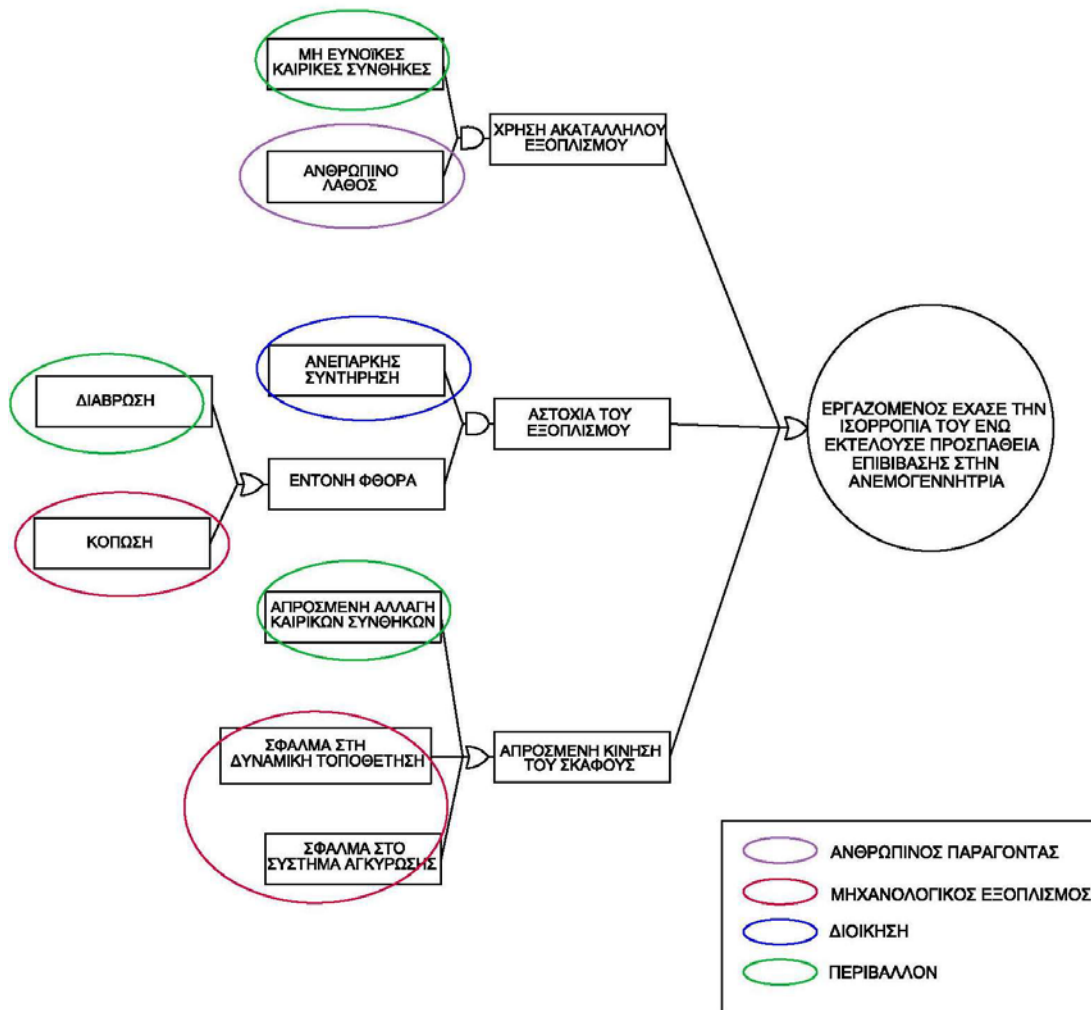 ΜΗ ΕΥΝΟΪΚΕΣ
ΚΑΙΡΙΚΕΣ ΣΥΝΘΗΚΕΣ
ΧΡΗΣΗ ΑΚΑΤΑΛΛΗΛΟΥ
ΕΞΟΠΛΙΣΜΟΥ
ΑΝΘΡΩΠΙΝΟ
ΛΑΘΟΣ
ΑΝΕΠΑΡΚΗΣ
ΣΥΝΤΗΡΗΣΗ
ΔΙΑΒΡΩΣΗ
ΑΣΤΟΧΙΑ ΤΟΥ
ΕΞΟΠΛΙΣΜΟΥ
ΕΡΓΑΖΟΜΕΝΟΣ ΕΧΑΣΕ ΤΗΝ
ΙΣΟΡΡΟΠΙΑ ΤΟΥ ΕΝΩ
ΕΚΤΕΛΟΥΣΕ ΠΡΟΣΠΑΘΕΙΑ
ΕΠΙΒΙΒΑΣΗΣ ΣΤΗΝ
ΑΝΕΜΟΓΕΝΝΗΤΡΙΑ
ΕΝΤΟΝΗ ΦΘΟΡΑ
ΚΟΠΩΣΗ
ΑΠΡΟΣΜΕΝΗ ΑΛΛΑΓΗ
ΚΑΙΡΙΚΩΝ ΣΥΝΘΗΚΩΝ
ΣΦΑΛΜΑ ΣΤΗ
ΔΥΝΑΜΙΚΗ ΤΟΠΟΘΕΤΗΣΗ
ΑΠΡΟΣΜΕΝΗ ΚΙΝΗΣΗ
ΤΟΥ ΣΚΑΦΟΥΣ
ΣΦΑΛΜΑ ΣΤΟ
ΣΥΣΤΗΜΑ ΑΓΚΥΡΩΣΗΣ
ΑΝΘΡΩΠΙΝΟΣ ΠΑΡΑΓΟΝΤΑΣ
ΜΗΧΑΝΟΛΟΓΙΚΟΣ ΕΞΟΠΛΙΣΜΟΣ
ΔΙΟΙΚΗΣΗ
ΠΕΡΙΒΑΛΛΟΝ